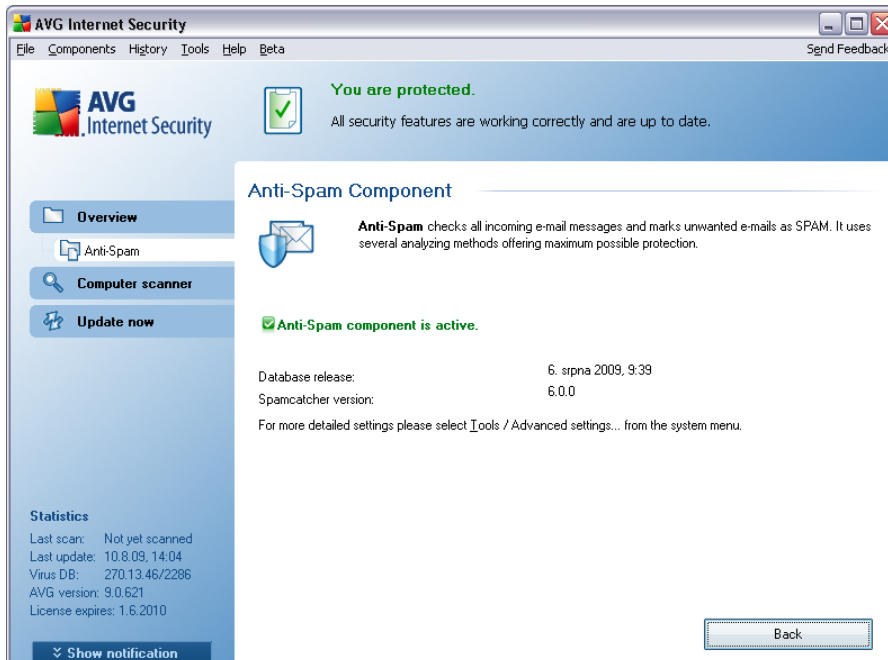 AVG Internet Security
File Components History Tools Help Beta
Send Feedback
AVG
Internet Security
You are protected.
All security features are working correctly and are up to date.
Overview
Anti-Spam
Computer scanner
Update now
Anti-Spam Component
Anti-Spam checks all incoming e-mail messages and marks unwanted e-mails as SPAM. It uses
several analyzing methods offering maximum possible protection.
Anti-Spam component is active.
Database release: 6. srpna 2009, 9:39
Spamcatcher version: 6.0.0
For more detailed settings please select Tools / Advanced settings... from the system menu.
Statistics
Last scan: Not yet scanned
Last update: 10.8.09, 14:04
Virus DB: 270.13.46/2286
AVG version: 9.0.621
License expires: 1.6.2010
Show notification
Back